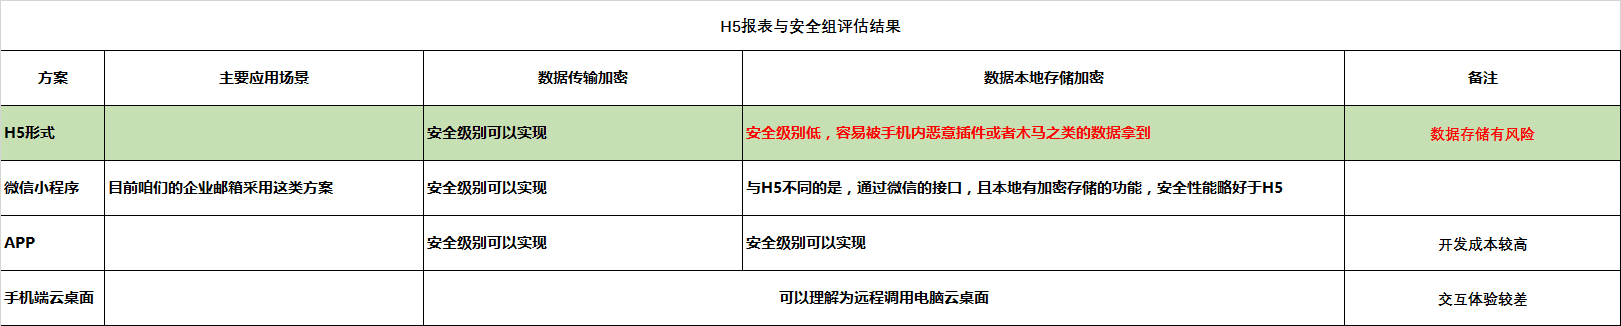 H5报表与安全组评估结果
方案 主要应用场景 数据传输加密 数据本地存储加密 备注
H5形式 安全级别可以实现 安全级别低，容易被手机内恶意插件或者木马之类的数据拿到 数据存储有风险
微信小程序 目前咱们的企业邮箱采用这类方案 安全级别可以实现 与H5不同的是，通过微信的接口，且本地有加密存储的功能，安全性能略好于H5
APP 安全级别可以实现 安全级别可以实现 开发成本较高
手机端云桌面 可以理解为远程调用电脑云桌面 交互体验较差